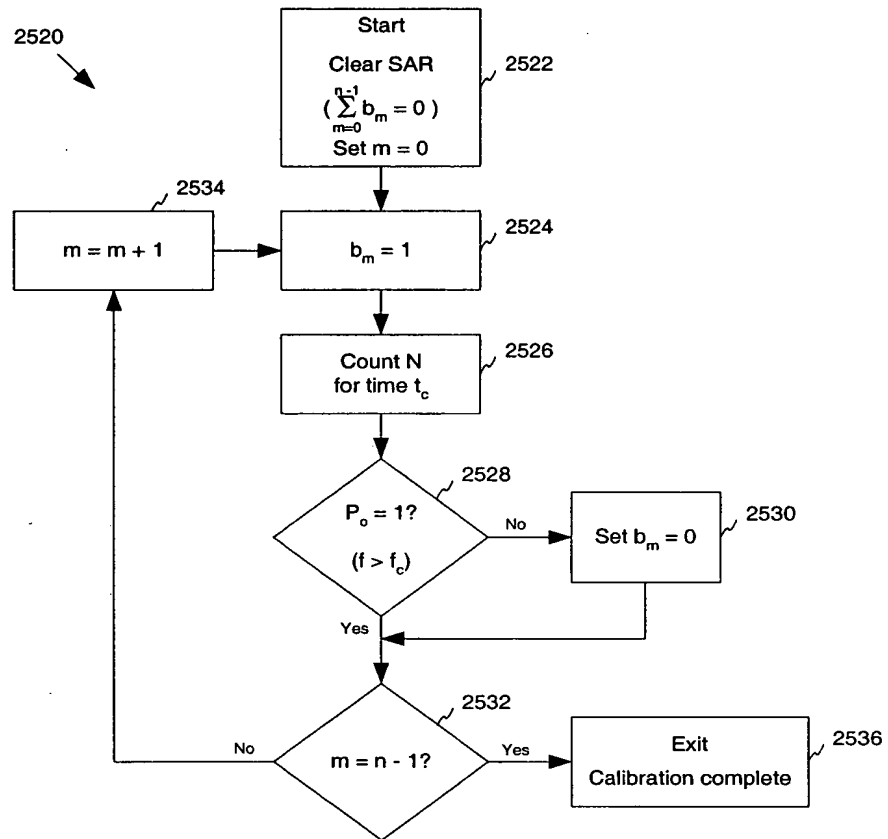 2520
Start
Clear SAR
( n-1 ∑ m=0 b_m = 0 )
Set m = 0
2522
2534
m = m + 1
b_m = 1
2524
Count N
for time t_c
2526
2528
P_o = 1?
(f > f_c)
No
Set b_m = 0
2530
Yes
2532
m = n - 1?
No
Yes
Exit
Calibration complete
2536